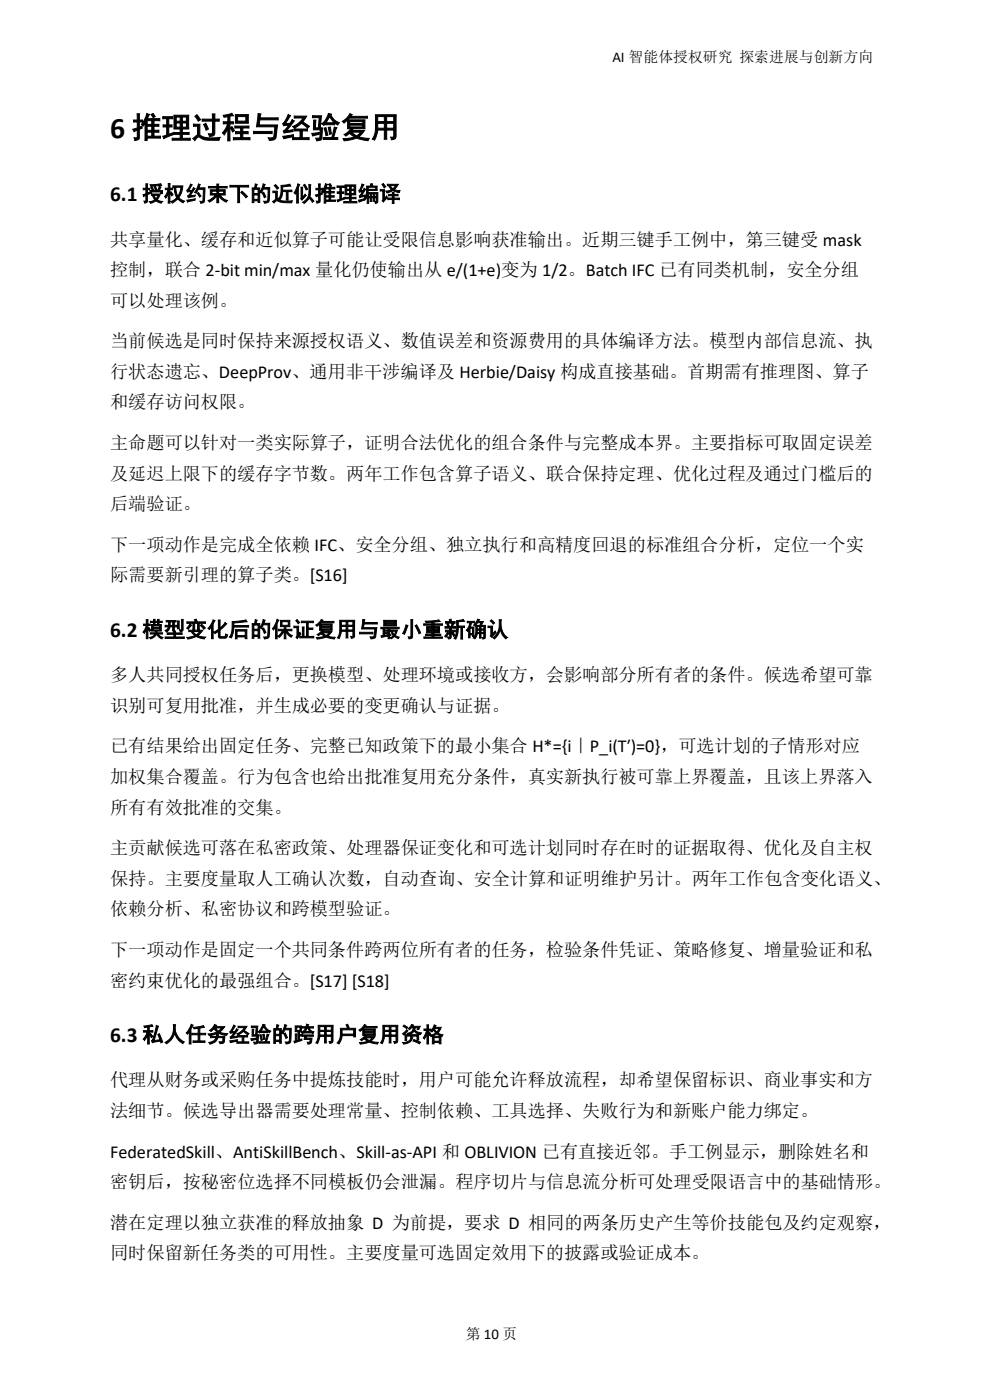 AI 智能体授权研究 探索进展与创新方向
6 推理过程与经验复用
6.1 授权约束下的近似推理编译
共享量化、缓存和近似算子可能让受限信息影响获准输出。近期三键手工例中，第三键受 mask
控制，联合 2-bit min/max 量化仍使输出从 e/(1+e)变为 1/2。Batch IFC 已有同类机制，安全分组
可以处理该例。
当前候选是同时保持来源授权语义、数值误差和资源费用的具体编译方法。模型内部信息流、执
行状态遗忘、DeepProv、通用非干涉编译及 Herbie/Daisy 构成直接基础。首期需有推理图、算子
和缓存访问权限。
主命题可以针对一类实际算子，证明合法优化的组合条件与完整成本界。主要指标可取固定误差
及延迟上限下的缓存字节数。两年工作包含算子语义、联合保持定理、优化过程及通过门槛后的
后端验证。
下一项动作是完成全依赖 IFC、安全分组、独立执行和高精度回退的标准组合分析，定位一个实
际需要新引理的算子类。[S16]
6.2 模型变化后的保证复用与最小重新确认
多人共同授权任务后，更换模型、处理环境或接收方，会影响部分所有者的条件。候选希望可靠
识别可复用批准，并生成必要的变更确认与证据。
已有结果给出固定任务、完整已知政策下的最小集合 H*={i｜P_i(T’)=0}，可选计划的子情形对应
加权集合覆盖。行为包含也给出批准复用充分条件，真实新执行被可靠上界覆盖，且该上界落入
所有有效批准的交集。
主贡献候选可落在私密政策、处理器保证变化和可选计划同时存在时的证据取得、优化及自主权
保持。主要度量取人工确认次数，自动查询、安全计算和证明维护另计。两年工作包含变化语义、
依赖分析、私密协议和跨模型验证。
下一项动作是固定一个共同条件跨两位所有者的任务，检验条件凭证、策略修复、增量验证和私
密约束优化的最强组合。[S17] [S18]
6.3 私人任务经验的跨用户复用资格
代理从财务或采购任务中提炼技能时，用户可能允许释放流程，却希望保留标识、商业事实和方
法细节。候选导出器需要处理常量、控制依赖、工具选择、失败行为和新账户能力绑定。
FederatedSkill、AntiSkillBench、Skill-as-API 和 OBLIVION 已有直接近邻。手工例显示，删除姓名和
密钥后，按秘密位选择不同模板仍会泄漏。程序切片与信息流分析可处理受限语言中的基础情形。
潜在定理以独立获准的释放抽象 D 为前提，要求 D 相同的两条历史产生等价技能包及约定观察，
同时保留新任务类的可用性。主要度量可选固定效用下的披露或验证成本。
第 10 页